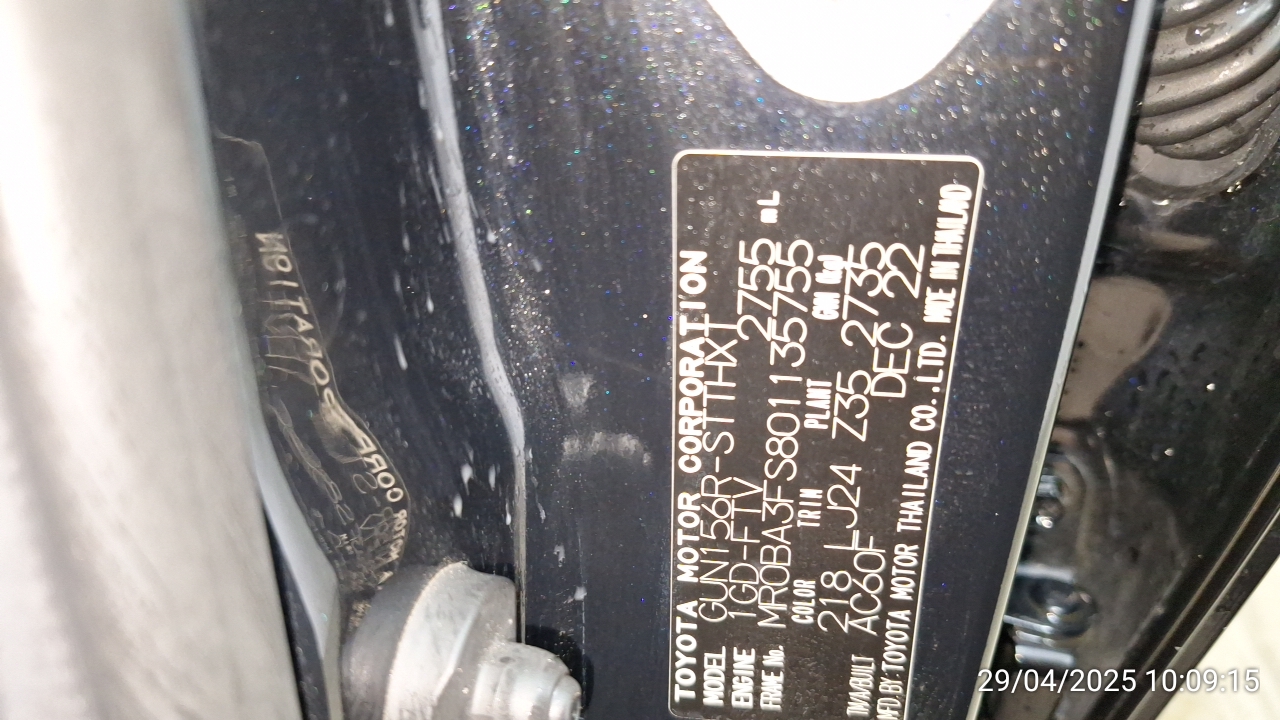 TOYOTA MOTOR CORPORATION
MODEL GUN156R-STTHXT
ENGINE 1GD-FTV 2755 mL
FRAME No. MR0BA3FS801135755
COLOR TRIM PLANT GVM (kg)
218 LJ24 Z35 2735
TM/A/BUILT AC60F DEC 22
MFD.BY:TOYOTA MOTOR THAILAND CO.,LTD. MADE IN THAILAND
29/04/2025 10:09:15